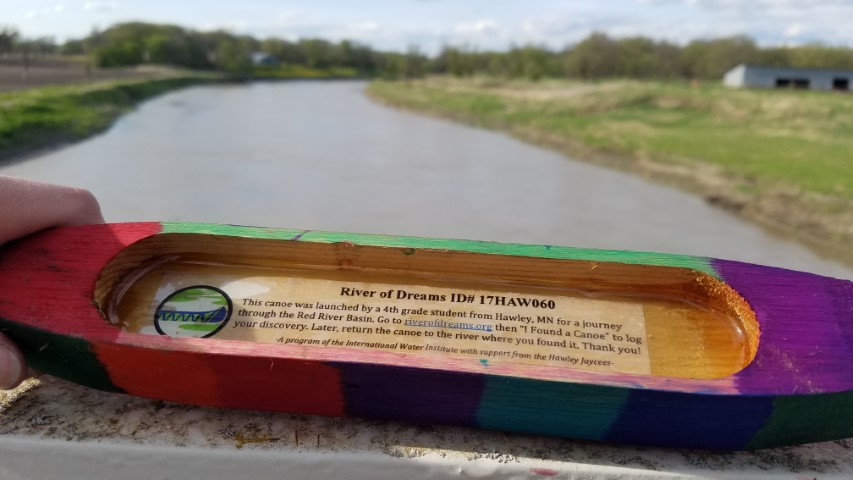 River of Dreams ID# 17HAW060
This canoe was launched by a 4th grade student from Hawley, MN for a journey
through the Red River Basin. Go to riverofdreams.org then "I Found a Canoe" to log
your discovery. Later, return the canoe to the river where you found it. Thank you!
-A program of the International Water Institute with support from the Hawley Jaycees-